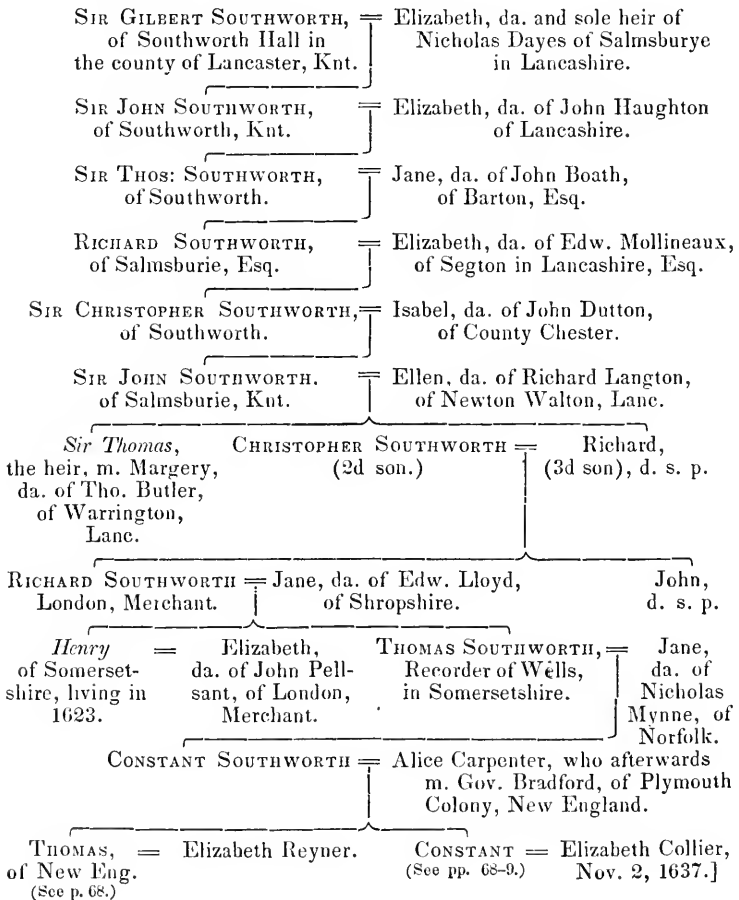 SIR GILBERT SOUTHWORTH, = Elizabeth, da. and sole heir of
of Southworth Hall in Nicholas Dayes of Salmsburye
the county of Lancaster, Knt. in Lancashire.
SIR JOHN SOUTHWORTH, = Elizabeth, da. of John Haughton
of Southworth, Knt. of Lancashire.
SIR THOS: SOUTHWORTH, = Jane, da. of John Boath,
of Southworth. of Barton, Esq.
RICHARD SOUTHWORTH, = Elizabeth, da. of Edw. Mollineaux,
of Salmsburie, Esq. of Segton in Lancashire, Esq.
SIR CHRISTOPHER SOUTHWORTH, = Isabel, da. of John Dutton,
of Southworth. of County Chester.
SIR JOHN SOUTHWORTH. = Ellen, da. of Richard Langton,
of Salmsburie, Knt. of Newton Walton, Lanc.
Sir Thomas, CHRISTOPHER SOUTHWORTH = Richard,
the heir, m. Margery, (2d son.) (3d son), d. s. p.
da. of Tho. Butler,
of Warrington,
Lanc.
RICHARD SOUTHWORTH = Jane, da. of Edw. Lloyd, John,
London, Merchant. of Shropshire. d. s. p.
Henry = Elizabeth, THOMAS SOUTHWORTH, = Jane,
of Somerset- da. of John Pell- Recorder of Wells, da. of
shire, living in sant, of London, in Somersetshire. Nicholas
1623. Merchant. Mynne, of
Norfolk.
CONSTANT SOUTHWORTH = Alice Carpenter, who afterwards
m. Gov. Bradford, of Plymouth
Colony, New England.
THOMAS, = Elizabeth Reyner. CONSTANT = Elizabeth Collier,
of New Eng. (See pp. 68-9.) Nov. 2, 1637.]
(See p. 68.)